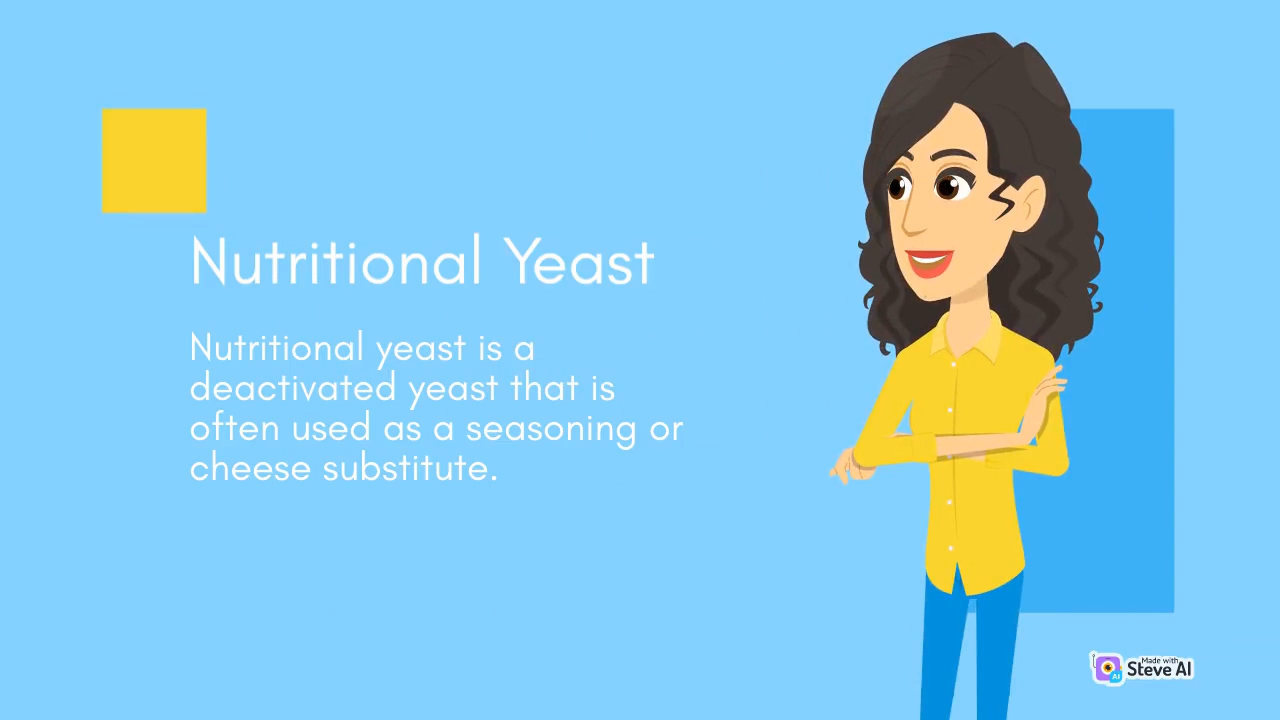 Nutritional Yeast
Nutritional yeast is a
deactivated yeast that is
often used as a seasoning or
cheese substitute.
Made with
Steve AI
AI